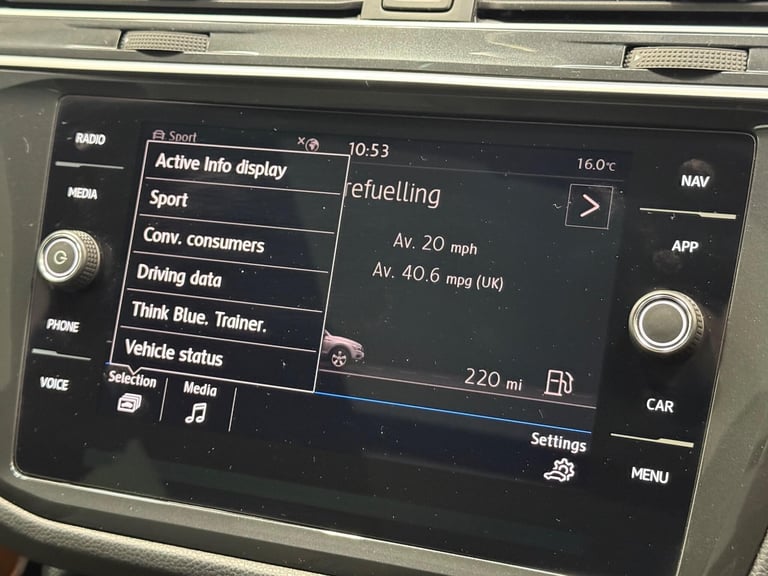 RADIO
MEDIA
PHONE
VOICE
Sport
10:53
16.0°C
Active Info display
Sport
Conv. consumers
Driving data
Think Blue. Trainer.
Vehicle status
refuelling
Av. 20 mph
Av. 40.6 mpg (UK)
220 mi
Selection
Media
Settings
NAV
APP
CAR
MENU